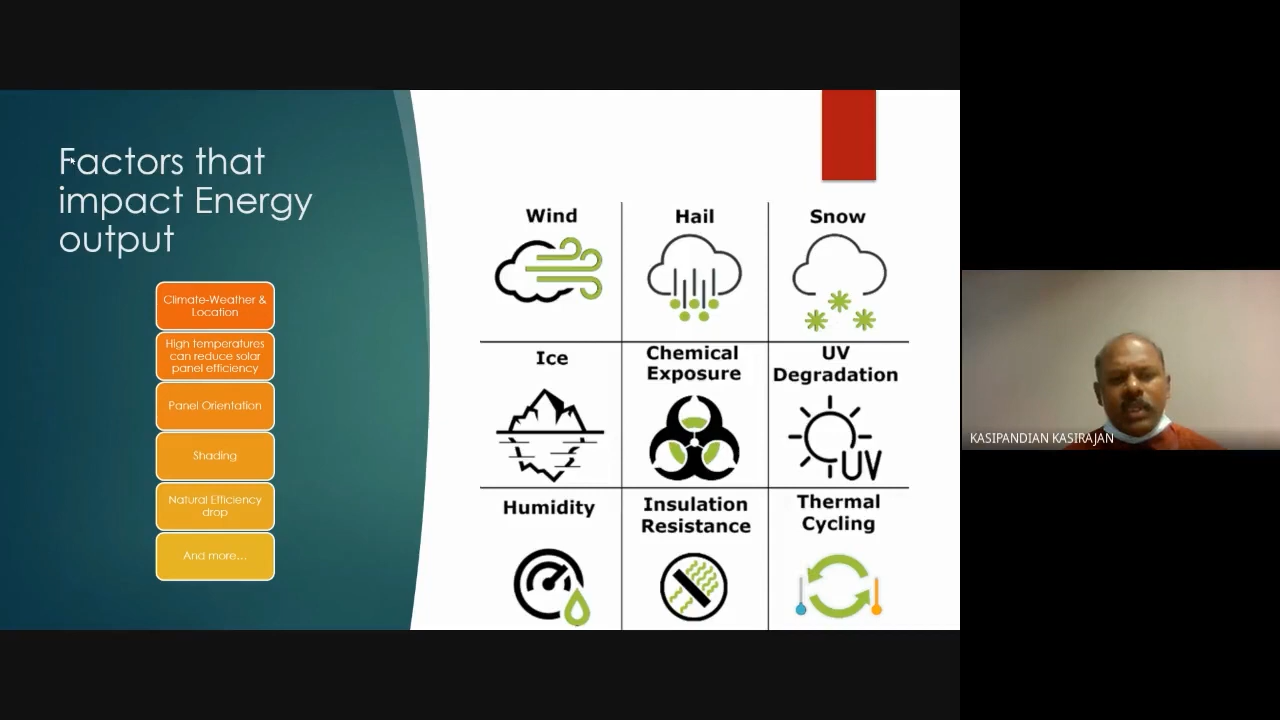 Factors that
impact Energy
output
Climate-Weather &
Location
High temperatures
can reduce solar
panel efficiency
Panel Orientation
Shading
Natural Efficiency
drop
And more...
Wind
Hail
Snow
Ice
Chemical
Exposure
UV
Degradation
UV
Humidity
Insulation
Resistance
Thermal
Cycling
KASIPANDIAN KASIRAJAN